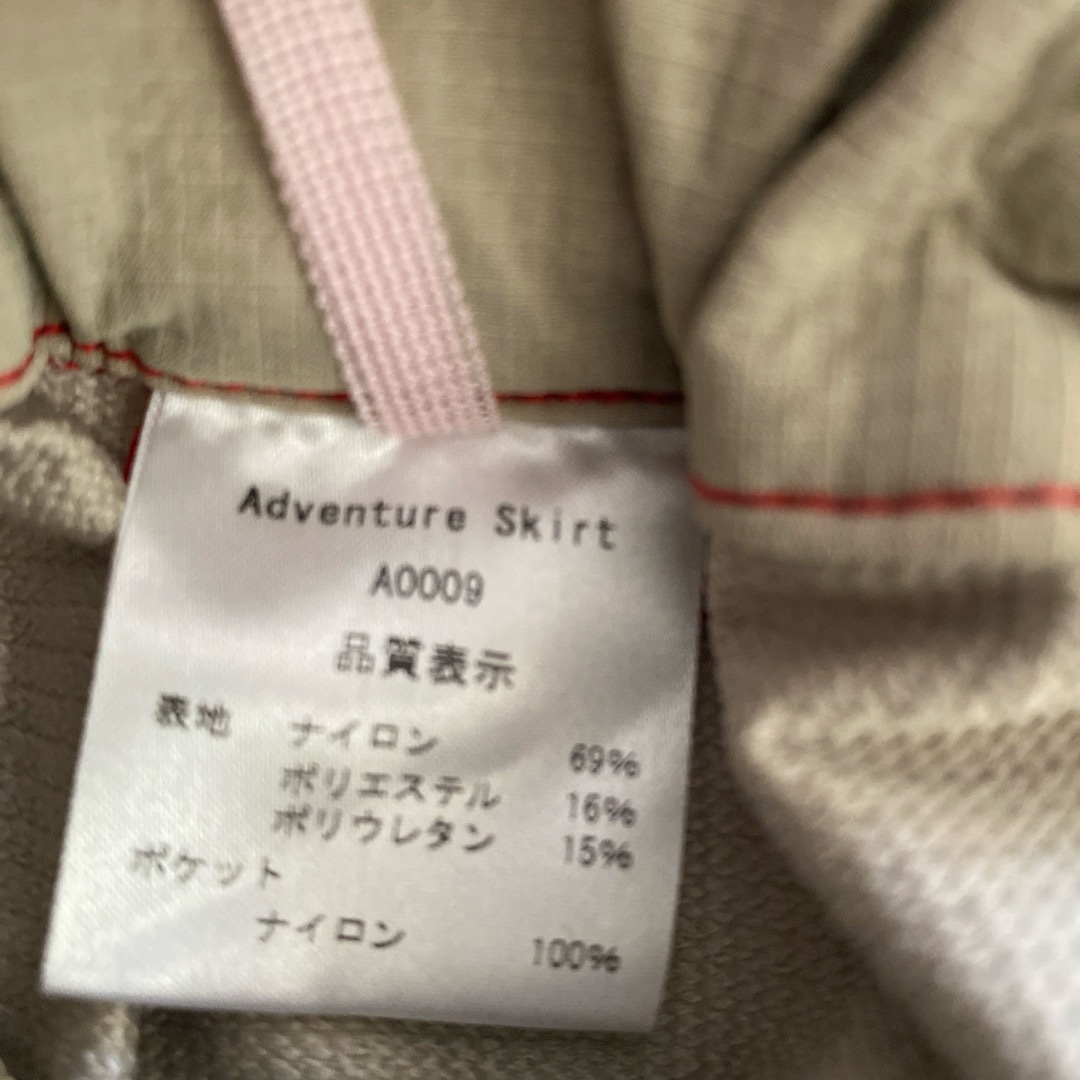 Adventure Skirt
A0009
品質表示
表地 ナイロン 69%
ポリエステル 16%
ポリウレタン 15%
ポケット
ナイロン 100%